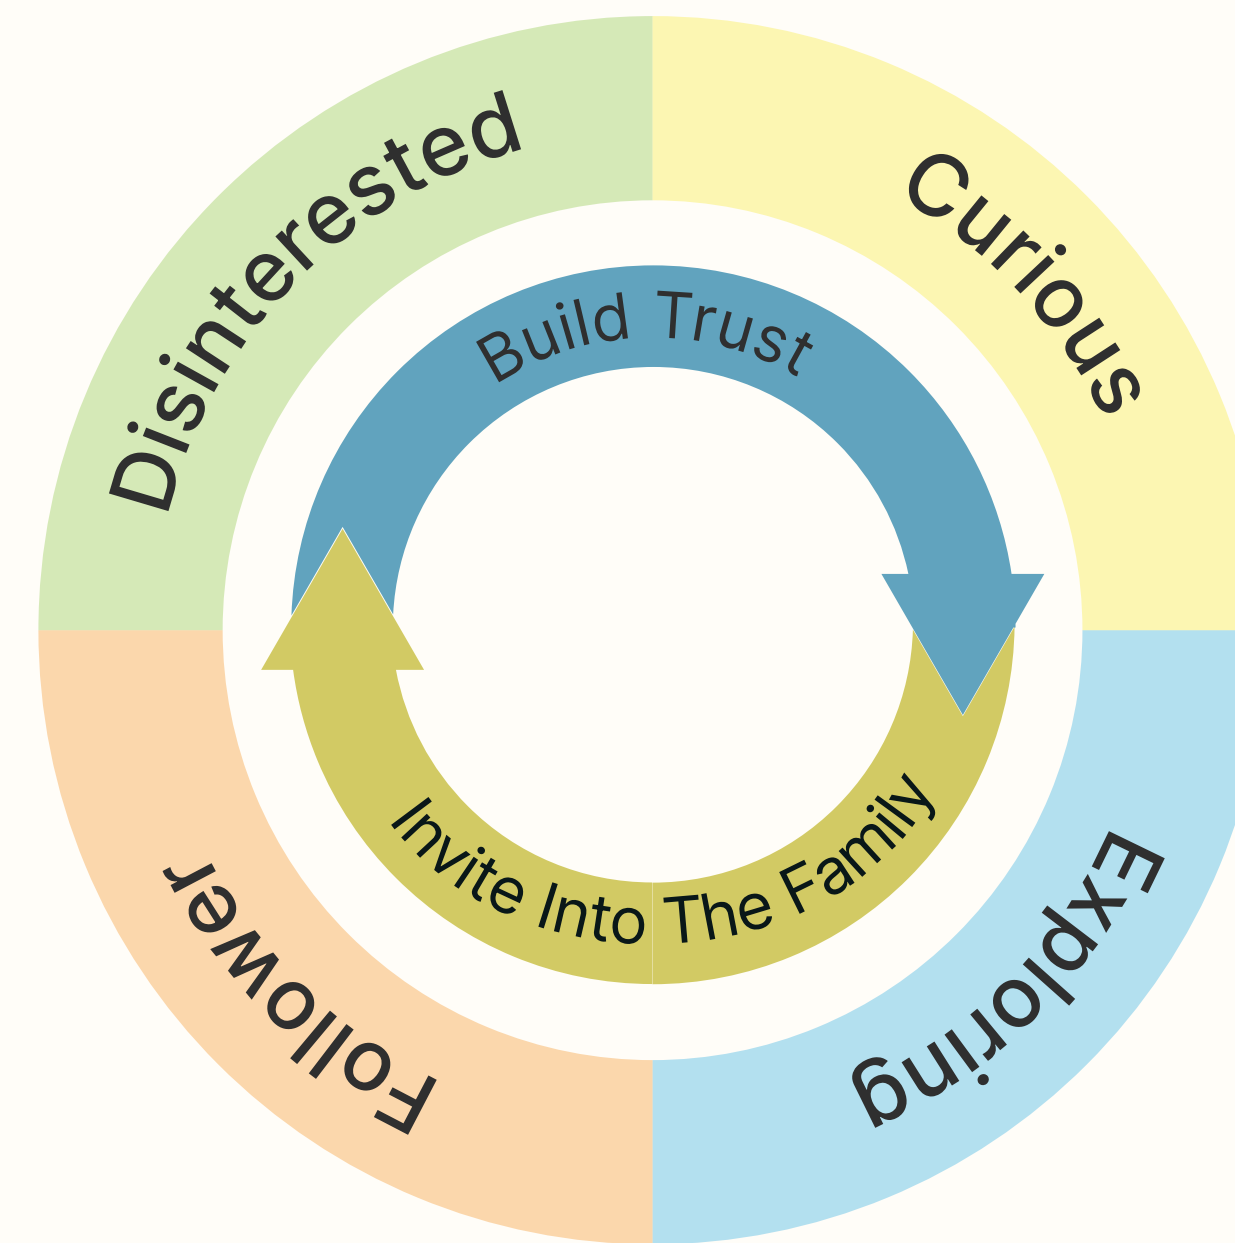 Disinterested
Curious
Exploring
Follower
Build Trust
Invite Into The Family